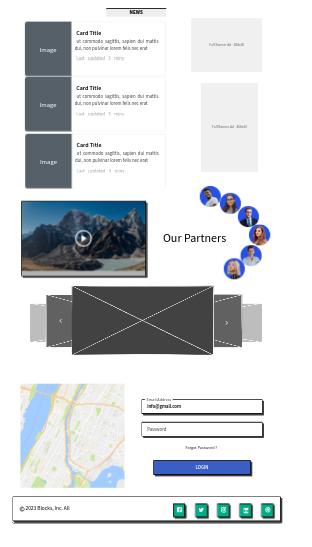 NEWS
Image
Card Title
ut commodo sagittis, sapien dui mattis
dui, non pulvinar lorem felis nec erat
Last updated 3 mins
Image
Card Title
ut commodo sagittis, sapien dui mattis
dui, non pulvinar lorem felis nec erat
Last updated 3 mins
Image
Card Title
ut commodo sagittis, sapien dui mattis
dui, non pulvinar lorem felis nec erat
Last updated 3 mins
Our Partners
Email Address
info@gmail.com
Password
Forgot Password ?
LOGIN
©2023 Blocks, Inc. All